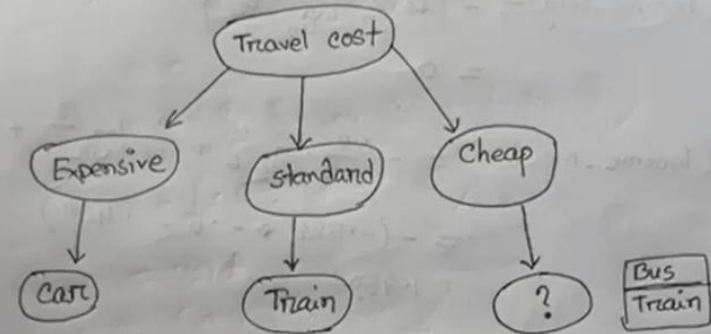 Travel cost
Expensive
standard
Cheap
Car
Train
?
Bus
Train